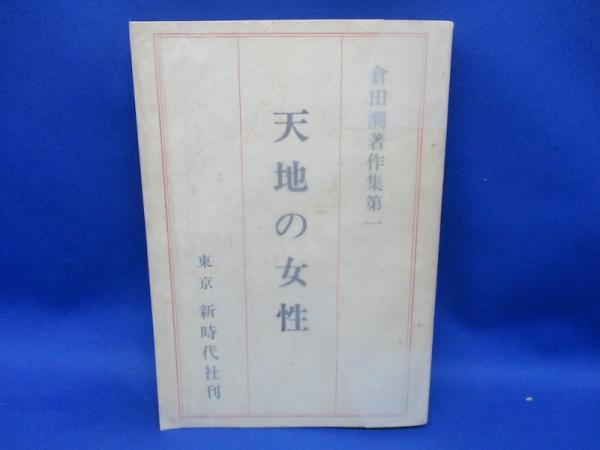 倉田潮著作集第一
天地の女性
東京 新時代社刊